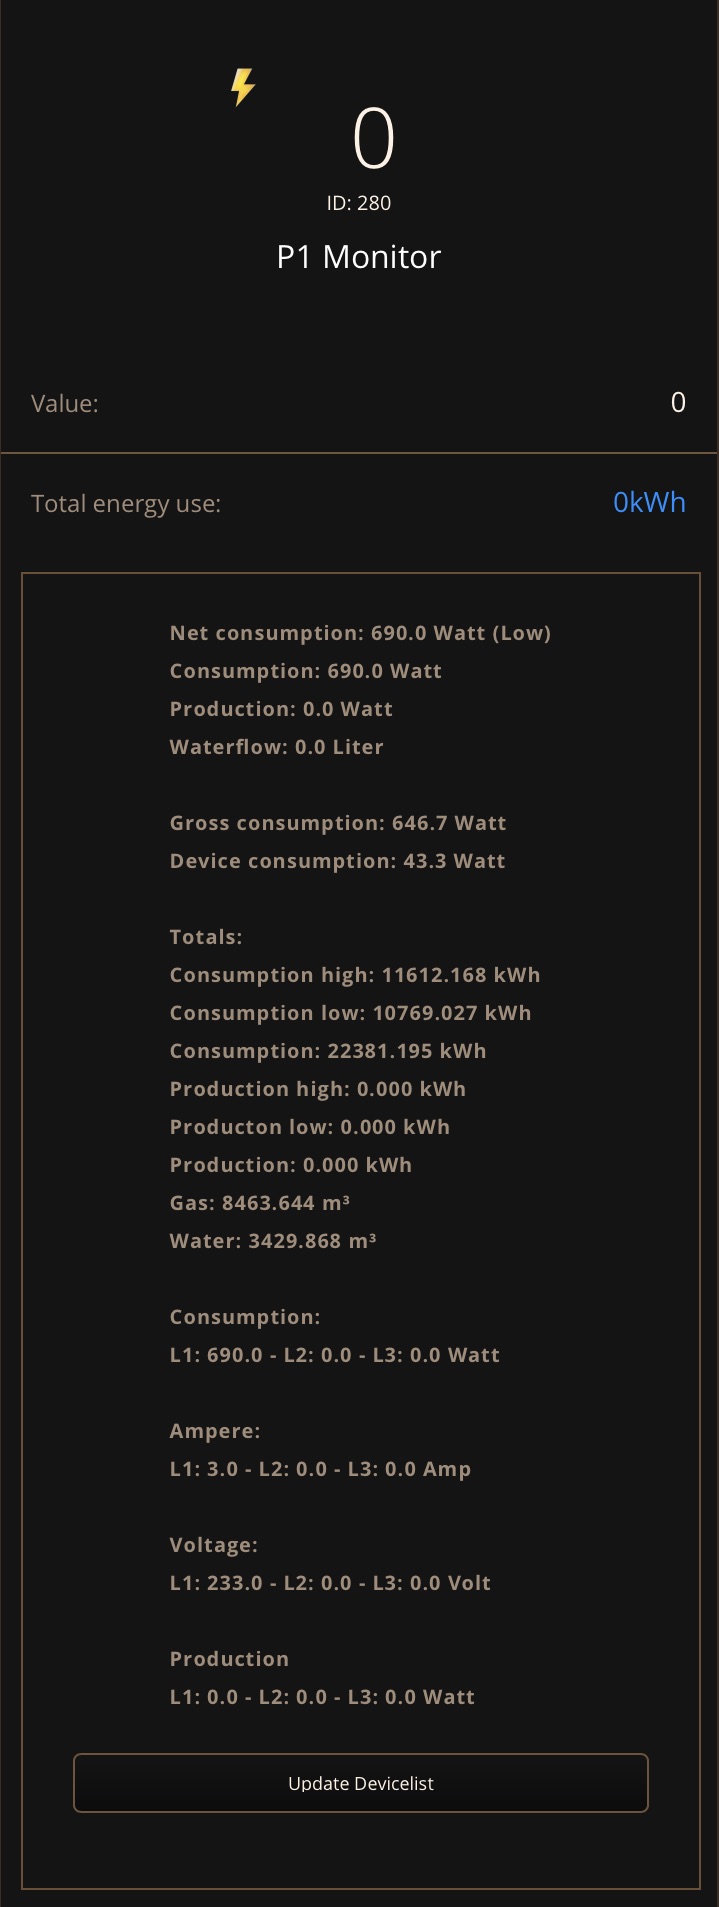 0
ID: 280
P1 Monitor
Value: 0
Total energy use: 0kWh
Net consumption: 690.0 Watt (Low)
Consumption: 690.0 Watt
Production: 0.0 Watt
Waterflow: 0.0 Liter
Gross consumption: 646.7 Watt
Device consumption: 43.3 Watt
Totals:
Consumption high: 11612.168 kWh
Consumption low: 10769.027 kWh
Consumption: 22381.195 kWh
Production high: 0.000 kWh
Producton low: 0.000 kWh
Production: 0.000 kWh
Gas: 8463.644 m³
Water: 3429.868 m³
Consumption:
L1: 690.0 - L2: 0.0 - L3: 0.0 Watt
Ampere:
L1: 3.0 - L2: 0.0 - L3: 0.0 Amp
Voltage:
L1: 233.0 - L2: 0.0 - L3: 0.0 Volt
Production
L1: 0.0 - L2: 0.0 - L3: 0.0 Watt
Update Devicelist